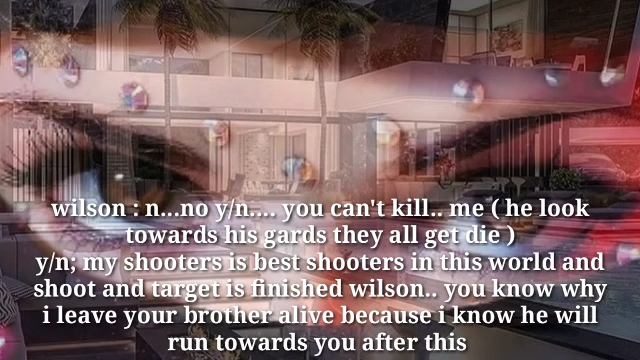 wilson : n...no y/n.... you can't kill.. me ( he look
towards his gards they all get die )
y/n; my shooters is best shooters in this world and
shoot and target is finished wilson.. you know why
i leave your brother alive because i know he will
run towards you after this